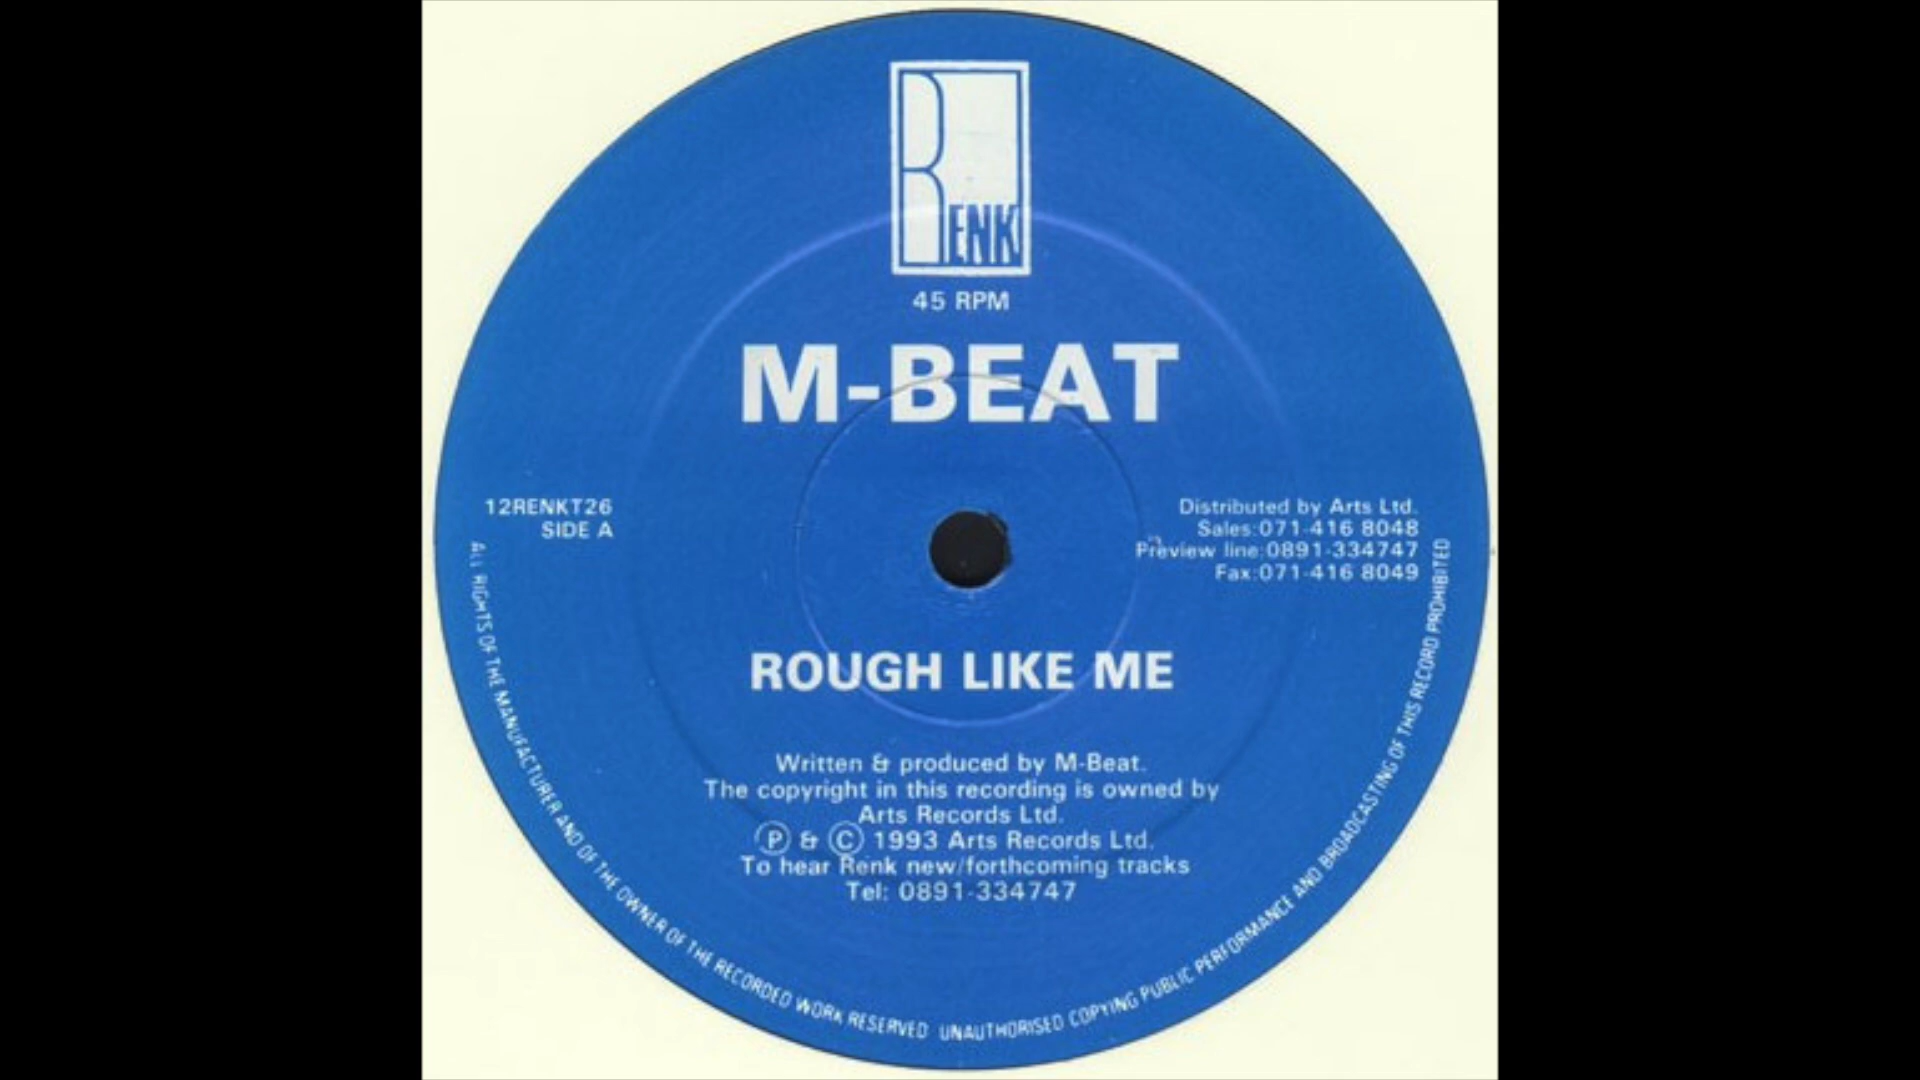 RENK
45 RPM
M-BEAT
12RENKT26
SIDE A
Distributed by Arts Ltd.
Sales:071-416 8048
Preview line:0891-334747
Fax:071-416 8049
ROUGH LIKE ME
Written & produced by M-Beat.
The copyright in this recording is owned by
Arts Records Ltd.
Ⓟ & © 1993 Arts Records Ltd.
To hear Renk new/forthcoming tracks
Tel: 0891-334747
ALL RIGHTS OF THE MANUFACTURER AND OF THE OWNER OF THE RECORDED WORK RESERVED UNAUTHORISED COPYING PUBLIC PERFORMANCE AND BROADCASTING OF THIS RECORD PROHIBITED